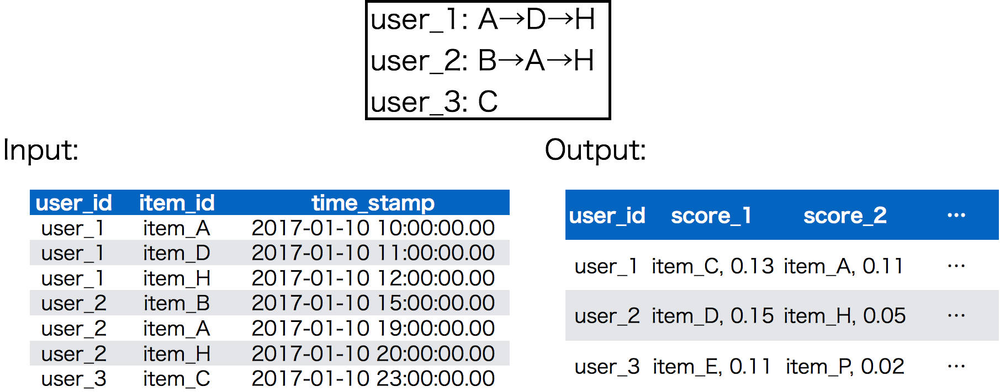 user_1: A→D→H
user_2: B→A→H
user_3: C
Input:
user_id item_id time_stamp
user_1 item_A 2017-01-10 10:00:00.00
user_1 item_D 2017-01-10 11:00:00.00
user_1 item_H 2017-01-10 12:00:00.00
user_2 item_B 2017-01-10 15:00:00.00
user_2 item_A 2017-01-10 19:00:00.00
user_2 item_H 2017-01-10 20:00:00.00
user_3 item_C 2017-01-10 23:00:00.00
Output:
user_id score_1 score_2 …
user_1 item_C, 0.13 item_A, 0.11 …
user_2 item_D, 0.15 item_H, 0.05 …
user_3 item_E, 0.11 item_P, 0.02 …